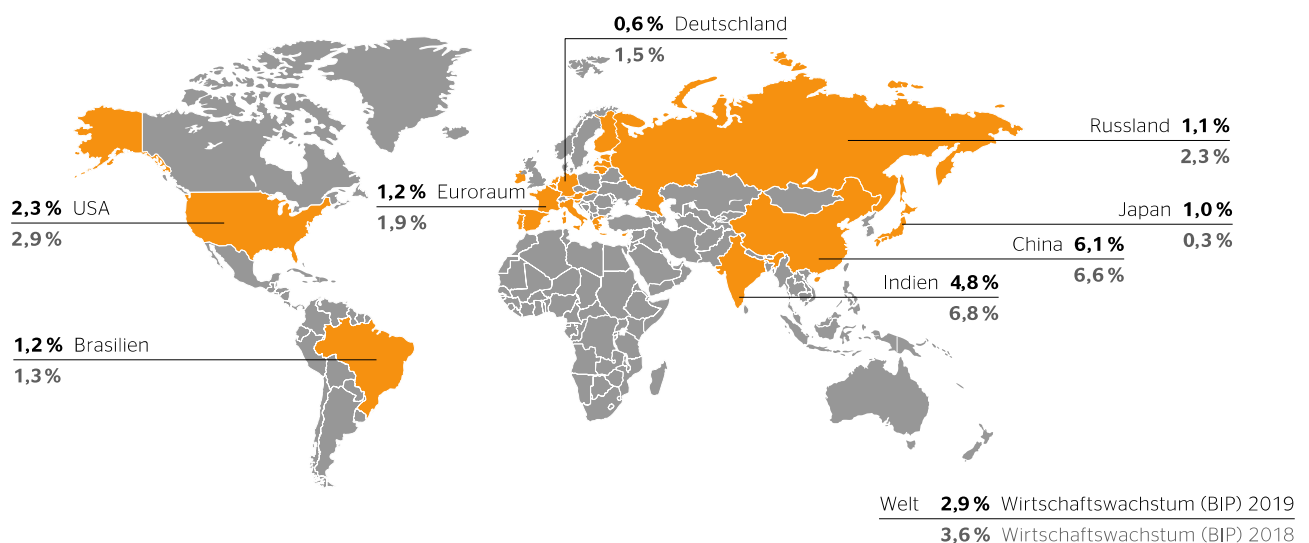 0,6 % Deutschland
1,5 %
Russland 1,1 %
2,3 %
1,2 % Euroraum
1,9 %
2,3 % USA
2,9 %
Japan 1,0 %
0,3 %
China 6,1 %
6,6 %
Indien 4,8 %
6,8 %
1,2 % Brasilien
1,3 %
Welt 2,9 % Wirtschaftswachstum (BIP) 2019
3,6 % Wirtschaftswachstum (BIP) 2018